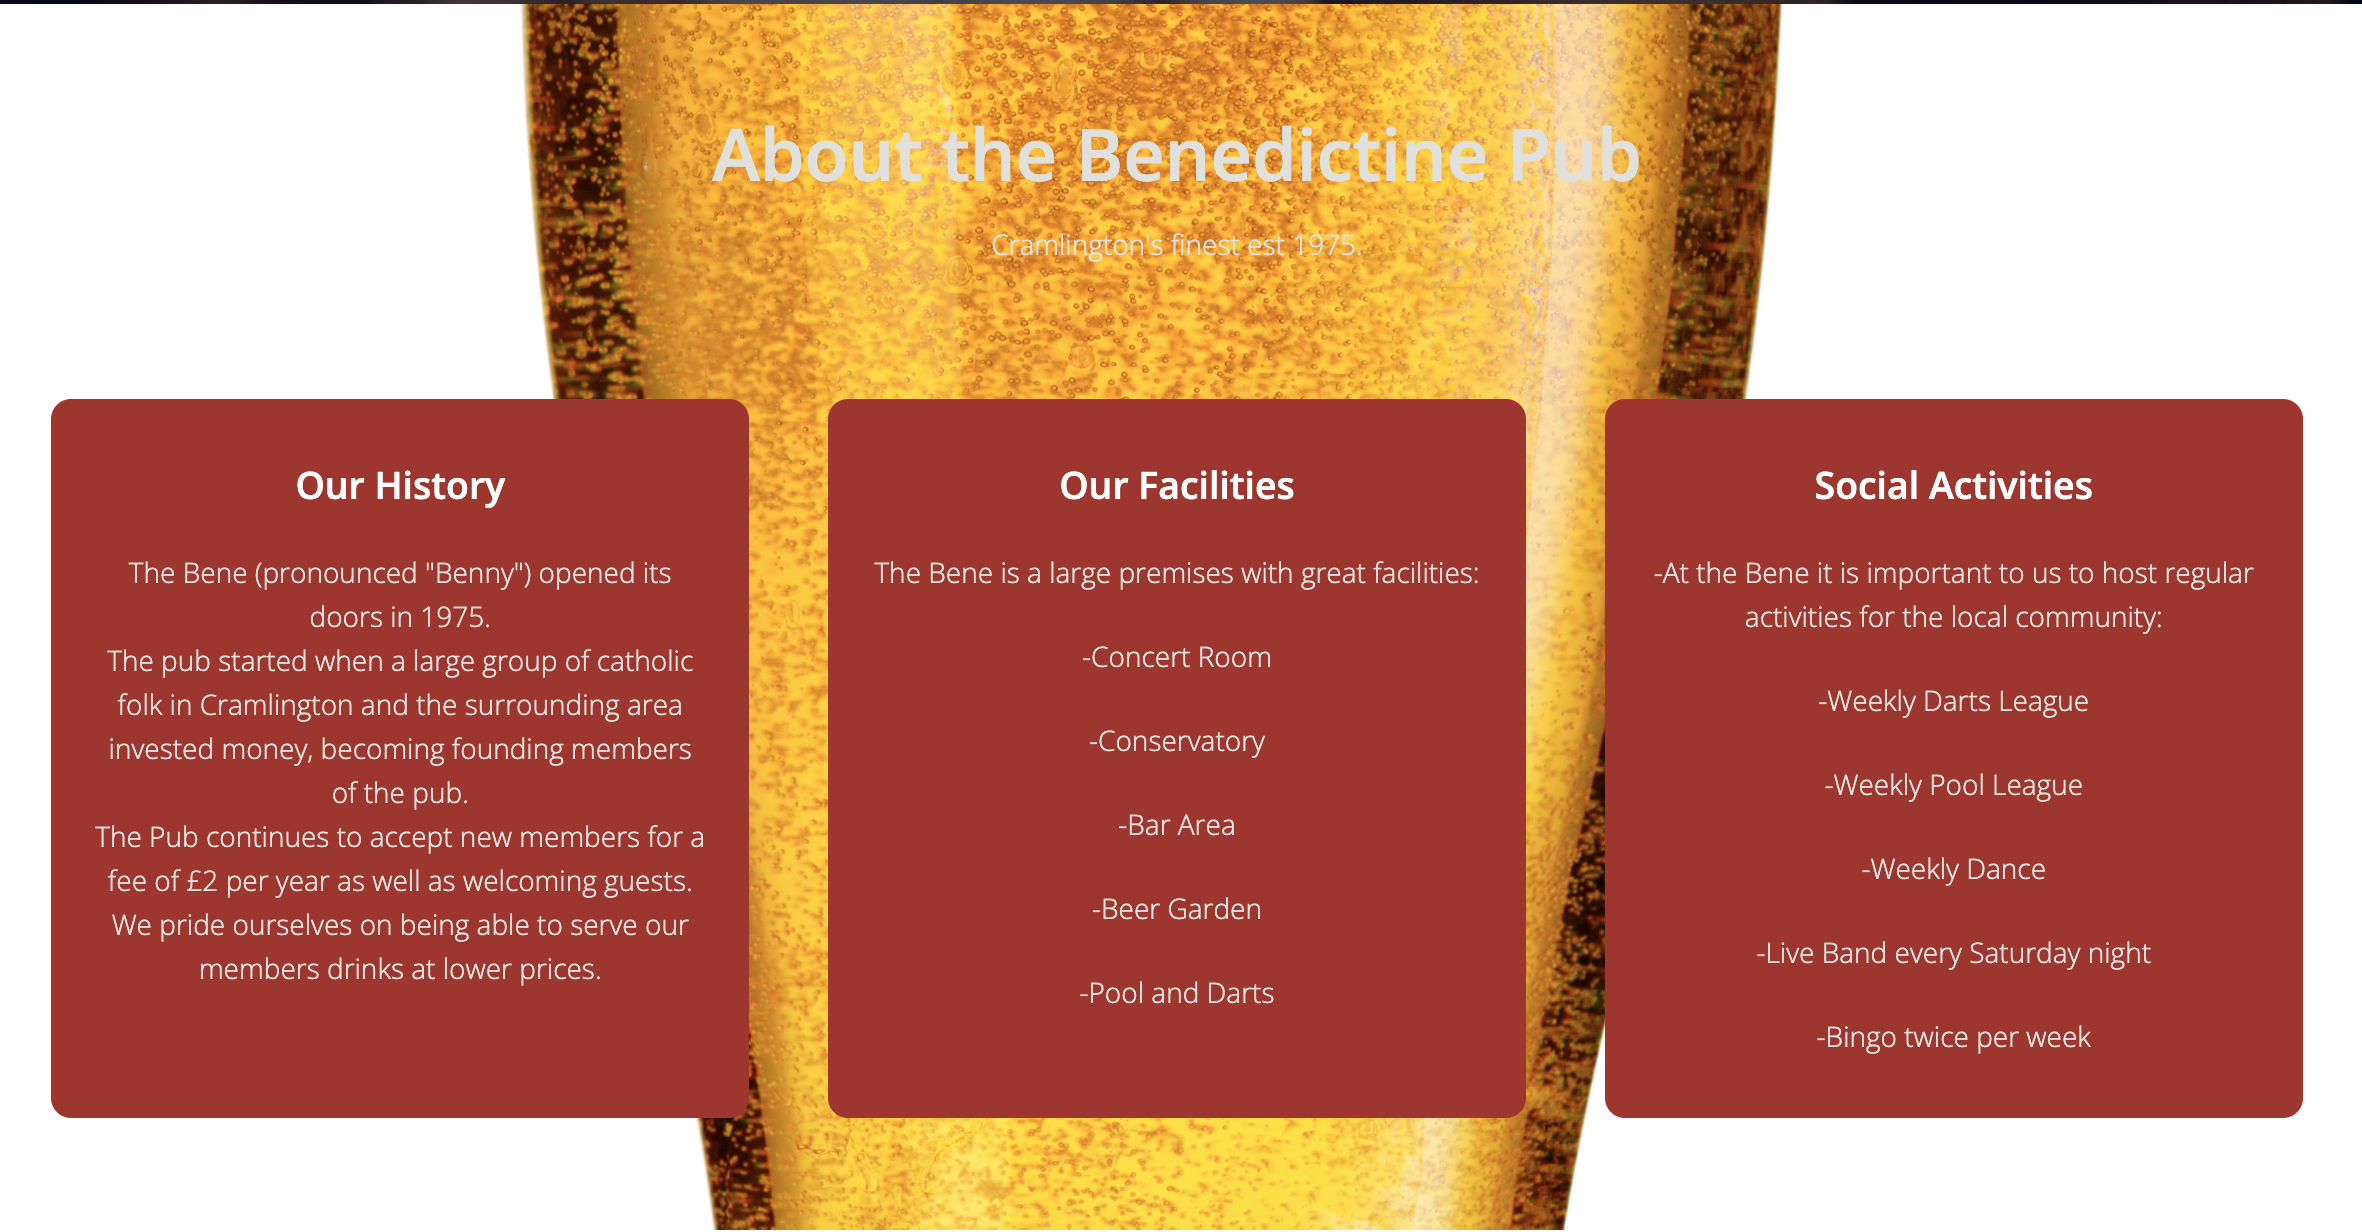 About the Benedictine Pub
Cramlington's finest est 1975.
Our History
The Bene (pronounced "Benny") opened its
doors in 1975.
The pub started when a large group of catholic
folk in Cramlington and the surrounding area
invested money, becoming founding members
of the pub.
The Pub continues to accept new members for a
fee of £2 per year as well as welcoming guests.
We pride ourselves on being able to serve our
members drinks at lower prices.
Our Facilities
The Bene is a large premises with great facilities:
-Concert Room
-Conservatory
-Bar Area
-Beer Garden
-Pool and Darts
Social Activities
-At the Bene it is important to us to host regular
activities for the local community:
-Weekly Darts League
-Weekly Pool League
-Weekly Dance
-Live Band every Saturday night
-Bingo twice per week